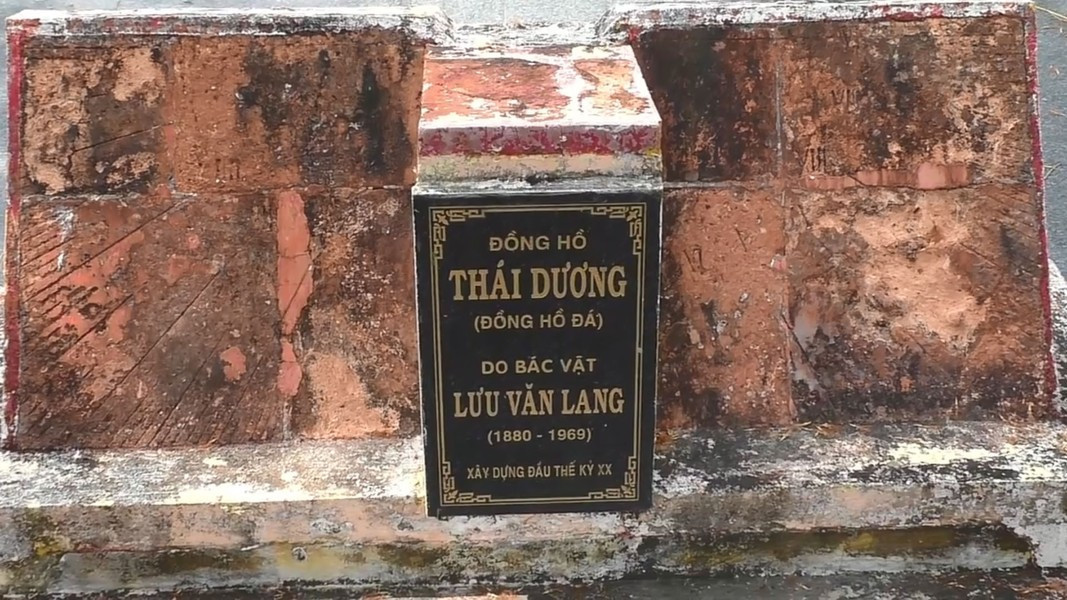 ĐỒNG HỒ
THÁI DƯƠNG
(ĐỒNG HỒ ĐÁ)
DO BÁC VẬT
LƯU VĂN LANG
(1880 - 1969)
XÂY DỰNG ĐẦU THẾ KỶ XX